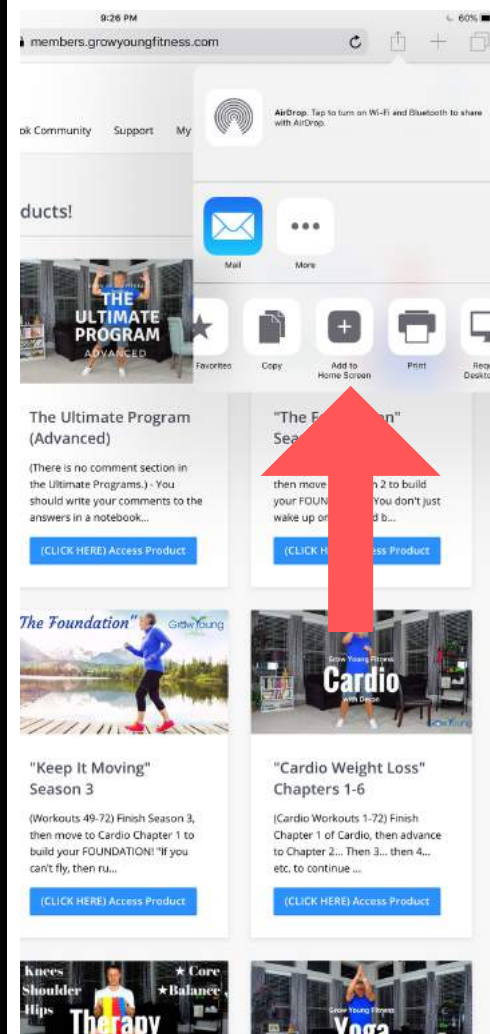 9:26 PM
60%
members.growyoungfitness.com
ok Community Support My
AirDrop. Tap to turn on Wi-Fi and Bluetooth to share
with AirDrop.
ducts!
Mail
More
Favorites
Copy
Add to
Home Screen
Print
Requ
Deskto
THE
ULTIMATE
PROGRAM
ADVANCED
The Ultimate Program
(Advanced)
(There is no comment section in
the Ultimate Programs.) - You
should write your comments to the
answers in a notebook...
(CLICK HERE) Access Product
"The F n"
Sea
then move n 2 to build
your FOUN You don't just
wake up on d b...
(CLICK ess Product
The Foundation"
Grow Young
"Keep It Moving"
Season 3
(Workouts 49-72) Finish Season 3,
then move to Cardio Chapter 1 to
build your FOUNDATION! "If you
can't fly, then ru...
(CLICK HERE) Access Product
Grow Young Fitness
Cardio
with Deron
Grow Young
"Cardio Weight Loss"
Chapters 1-6
(Cardio Workouts 1-72) Finish
Chapter 1 of Cardio, then advance
to Chapter 2... Then 3... then 4...
etc, to continue ...
(CLICK HERE) Access Product
Knees
Shoulder
Hips
★ Core
★Balance
Therapy
Grow Young Fitness
Yoga